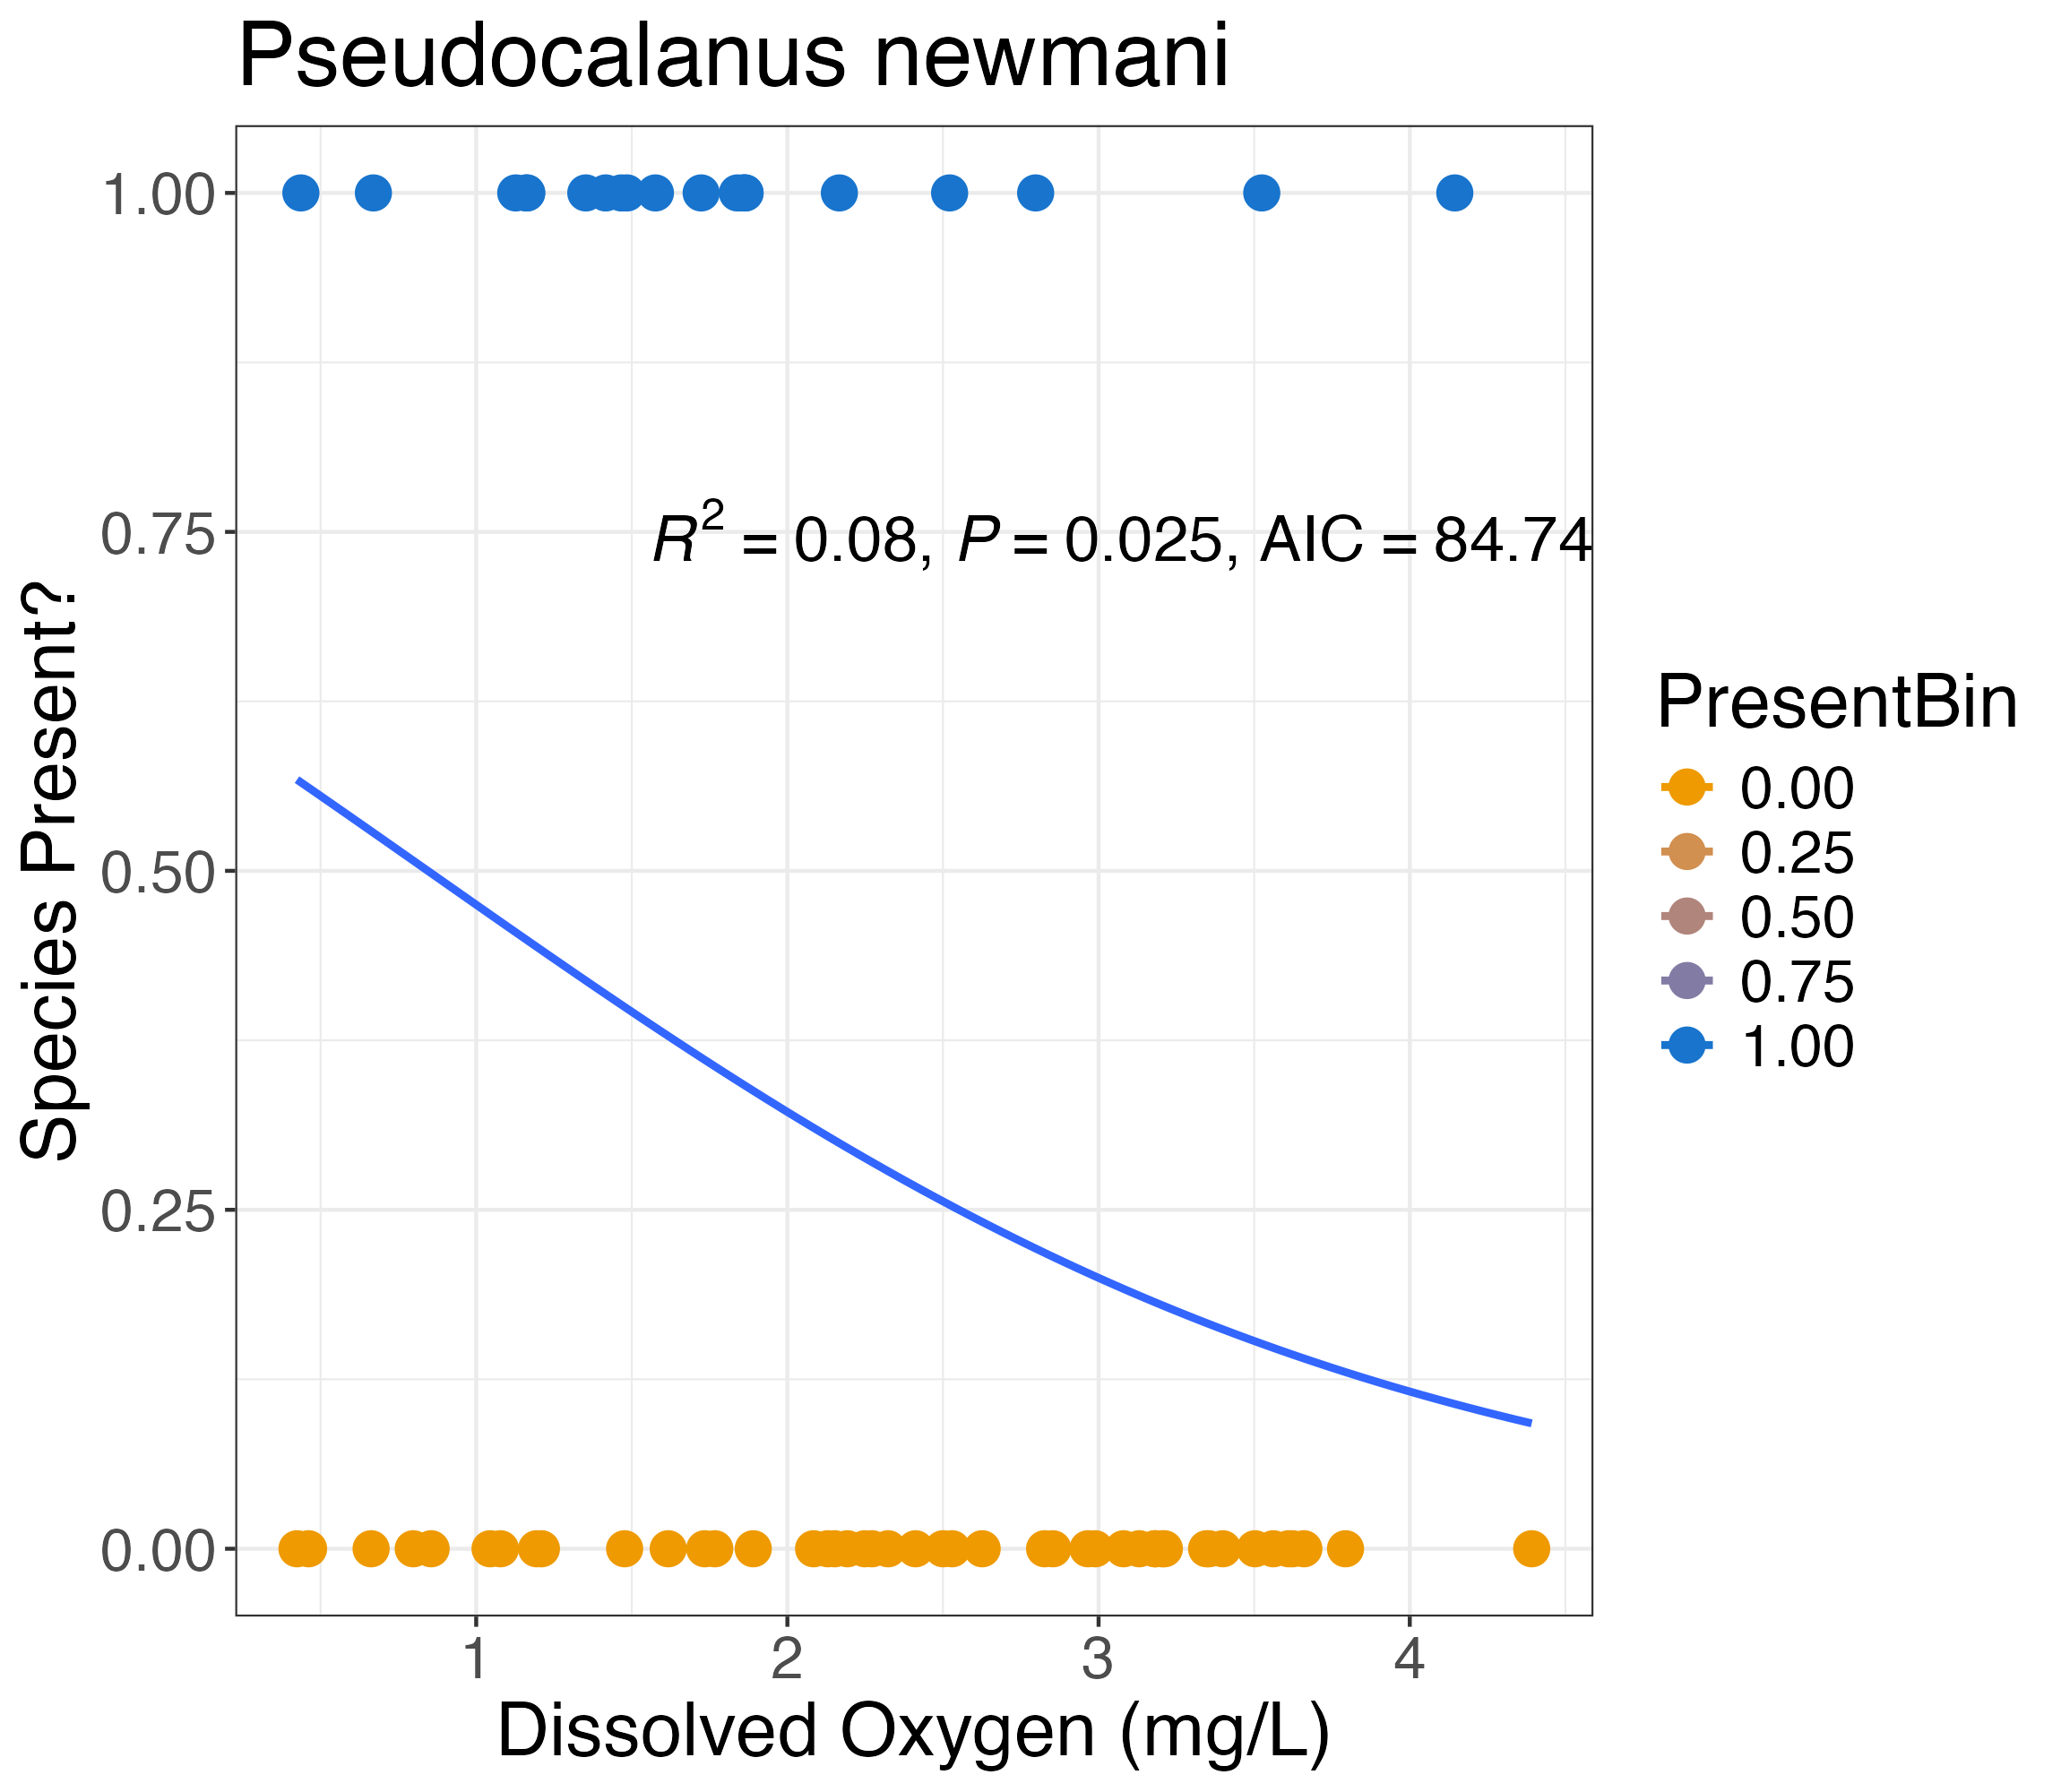 Pseudocalanus newmani
1.00
0.75
0.50
0.25
0.00
Species Present?
R² = 0.08, P = 0.025, AIC = 84.74
1
2
3
4
Dissolved Oxygen (mg/L)
PresentBin
0.00
0.25
0.50
0.75
1.00